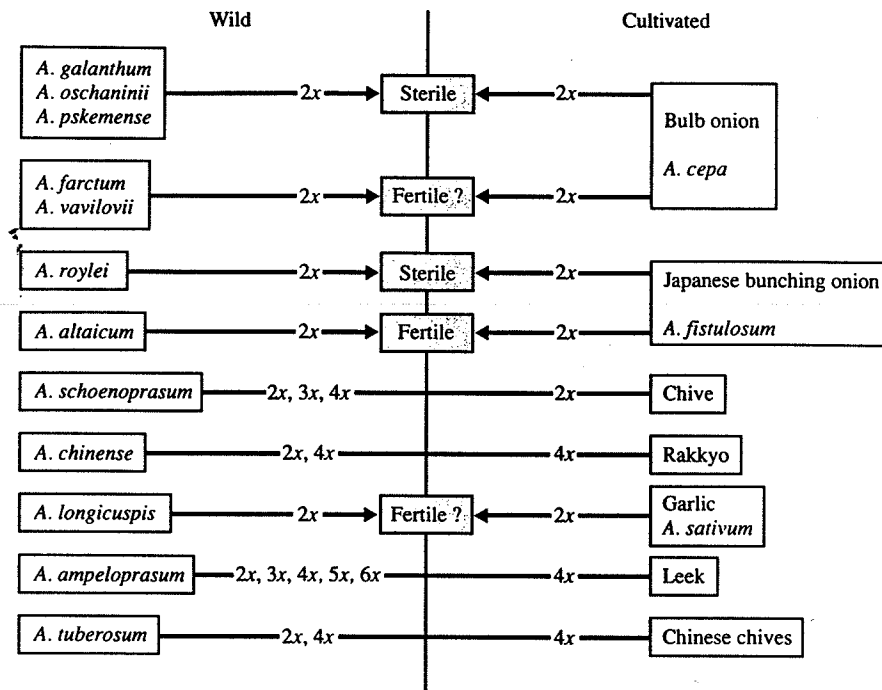 Wild
Cultivated
A. galanthum
A. oschaninii
A. pskemense
2x
Sterile
2x
Bulb onion
A. cepa
A. farctum
A. vavilovii
2x
Fertile ?
2x
A. roylei
2x
Sterile
2x
Japanese bunching onion
A. fistulosum
A. altaicum
2x
Fertile
2x
A. schoenoprasum
2x, 3x, 4x
2x
Chive
A. chinense
2x, 4x
4x
Rakkyo
A. longicuspis
2x
Fertile ?
2x
Garlic
A. sativum
A. ampeloprasum
2x, 3x, 4x, 5x, 6x
4x
Leek
A. tuberosum
2x, 4x
4x
Chinese chives